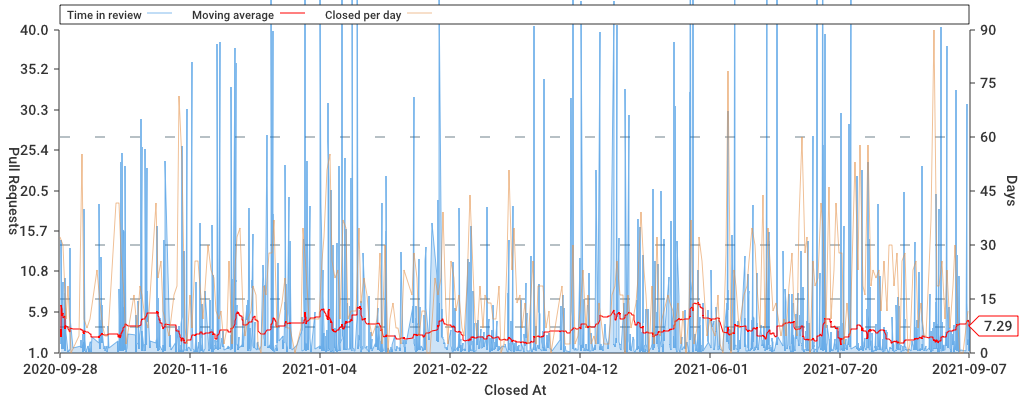 Time in review Moving average Closed per day
40.0 90
35.2 75
30.3
60
25.4
20.5 45
15.7 30
10.8
15
5.9
7.29
1.0 0
Pull Requests
Days
2020-09-28 2020-11-16 2021-01-04 2021-02-22 2021-04-12 2021-06-01 2021-07-20 2021-09-07
Closed At